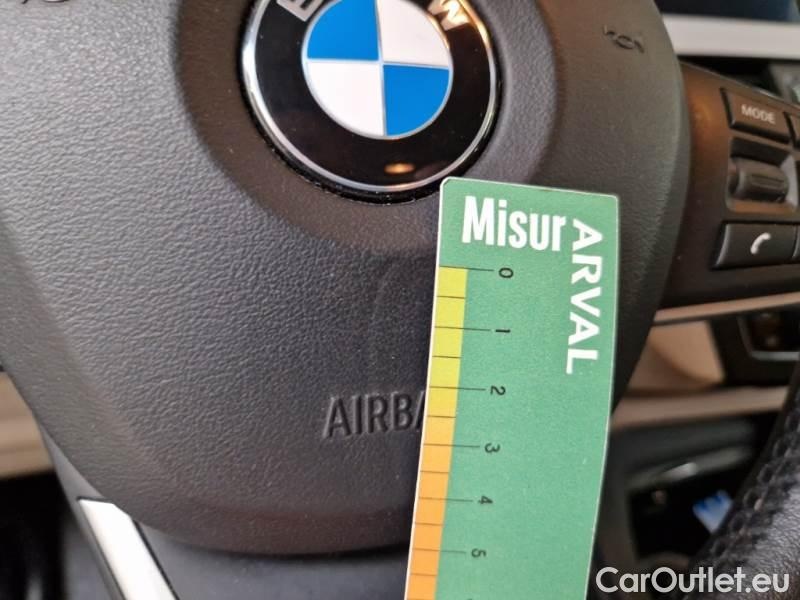 B M W
MODE
Misur
ARVAL
0
1
2
3
4
5
AIRBA
CarOutlet.eu